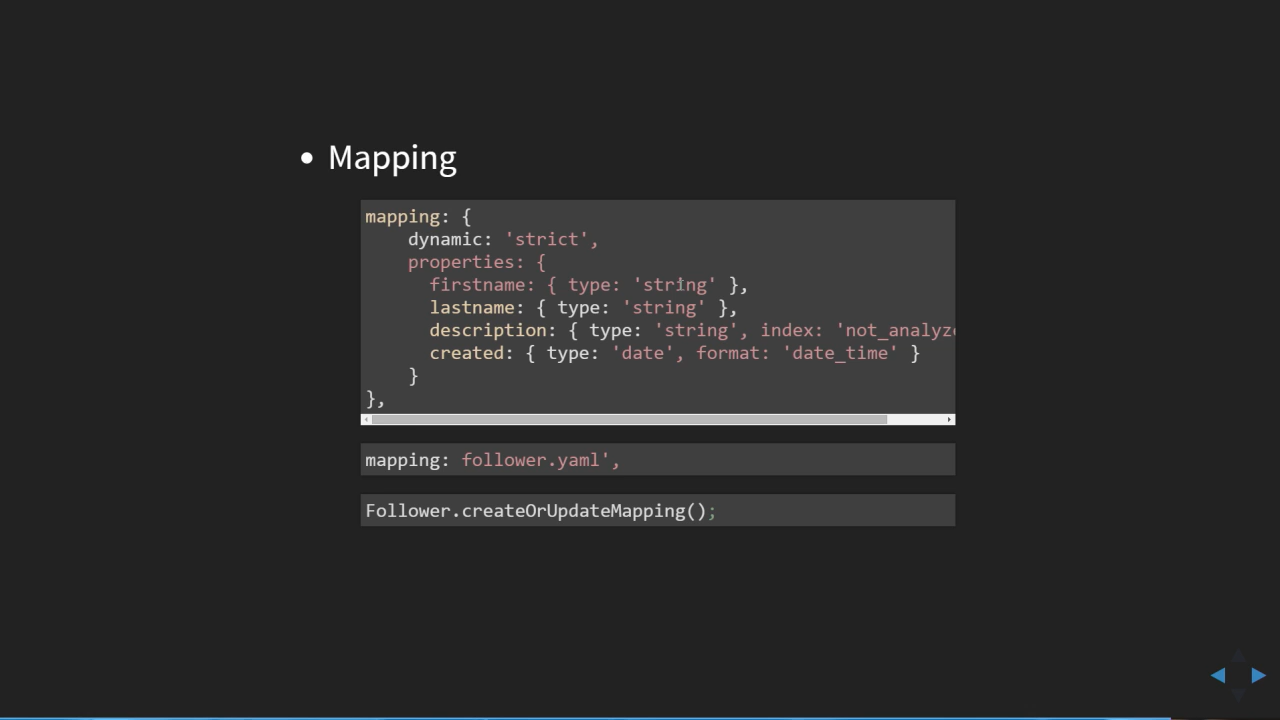 • Mapping
mapping: {
    dynamic: 'strict',
    properties: {
      firstname: { type: 'string' },
      lastname: { type: 'string' },
      description: { type: 'string', index: 'not_analyze
      created: { type: 'date', format: 'date_time' }
    }
},
mapping: follower.yaml',
Follower.createOrUpdateMapping();